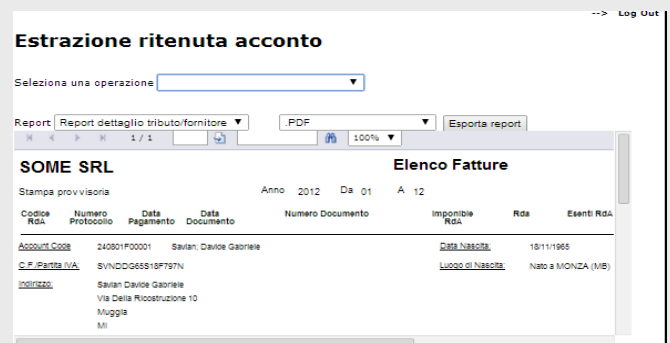 --> Log Out
Estrazione ritenuta acconto
Seleziona una operazione
Report Report dettaglio tributo/fornitore .PDF Esporta report
1 / 1 100%
SOME SRL Elenco Fatture
Stampa provvisoria Anno 2012 Da 01 A 12
Codice RdA Numero Protocollo Data Pagamento Data Documento Numero Documento Imponibile RdA Rda Esenti RdA
Account Code 240801F00001 Savian; Davide Gabriele Data Nascita: 18/11/1965
C.F./Partita IVA: SVNDDG65S18F797N Luogo di Nascita: Nato a MONZA (MB)
Indirizzo: Savian Davide Gabriele
Via Della Ricostruzione 10
Muggia
MI